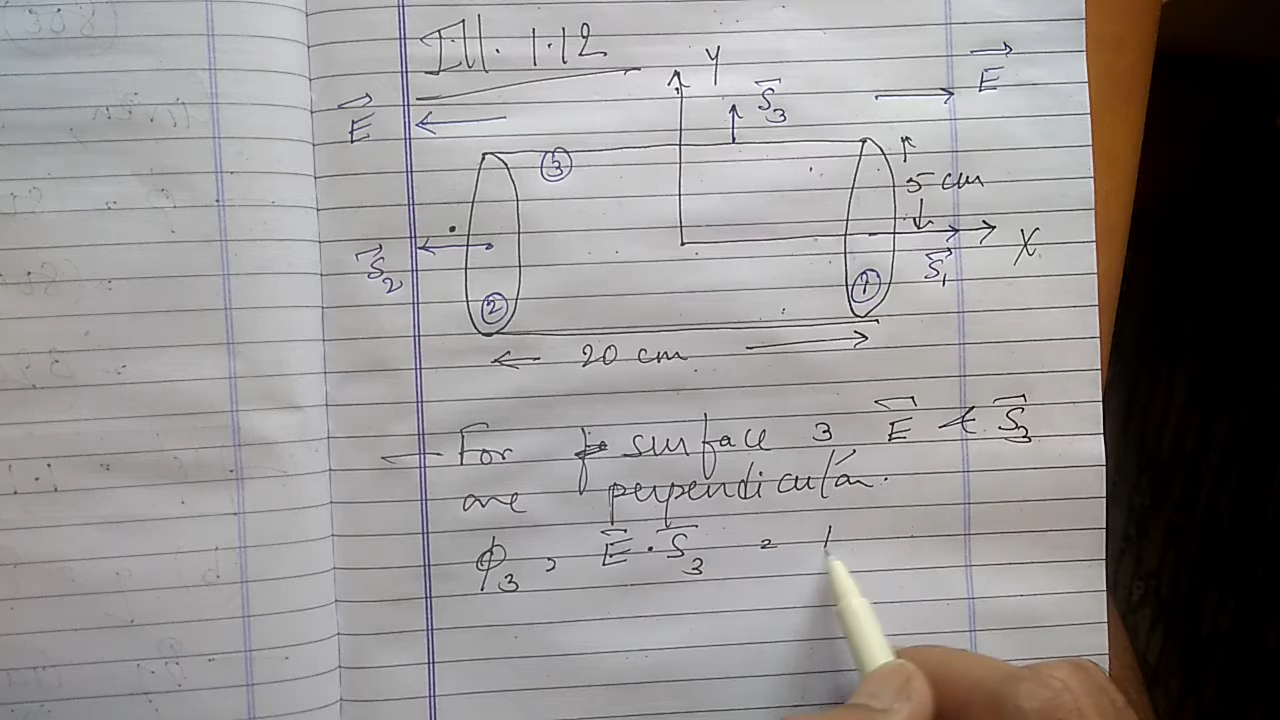 Ill. 1.12
Y
E
S₃
E
③
5 cm
X
S₂
S₁
②
①
20 cm
For surface 3 E & S₃
are perpendicular.
ϕ₃ = E · S₃ =